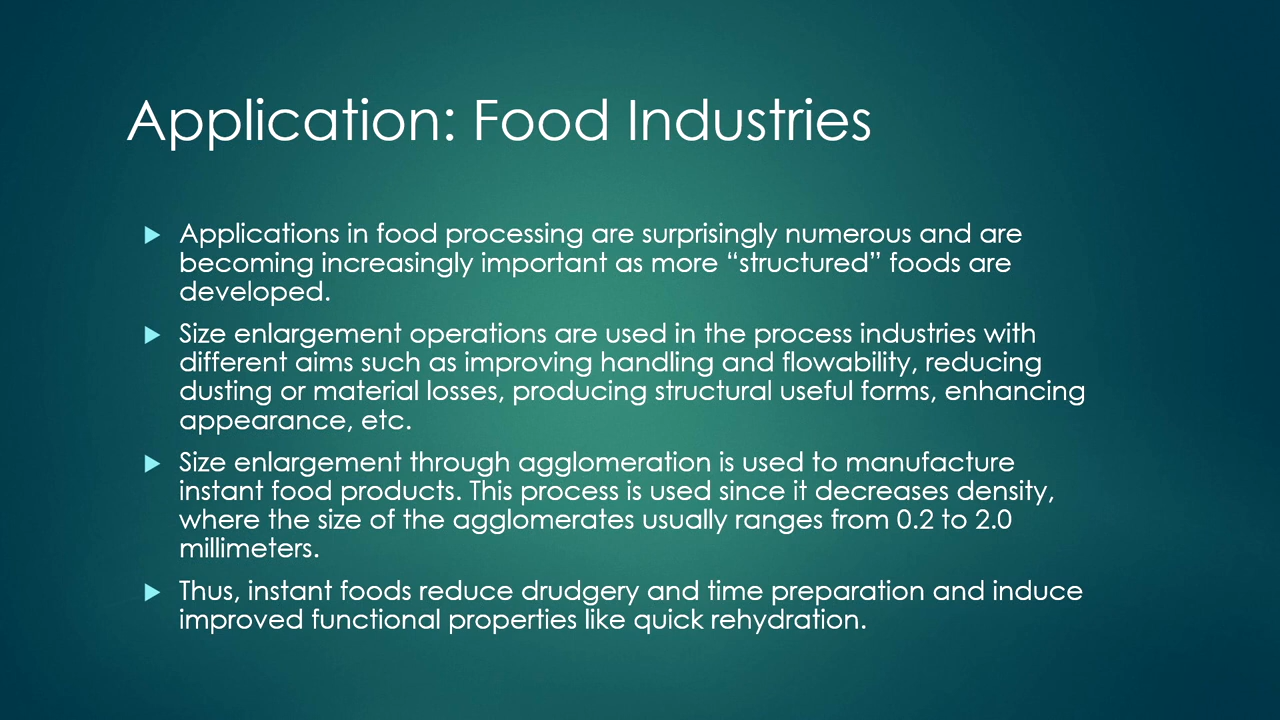 Application: Food Industries
Applications in food processing are surprisingly numerous and are
becoming increasingly important as more “structured” foods are
developed.
Size enlargement operations are used in the process industries with
different aims such as improving handling and flowability, reducing
dusting or material losses, producing structural useful forms, enhancing
appearance, etc.
Size enlargement through agglomeration is used to manufacture
instant food products. This process is used since it decreases density,
where the size of the agglomerates usually ranges from 0.2 to 2.0
millimeters.
Thus, instant foods reduce drudgery and time preparation and induce
improved functional properties like quick rehydration.